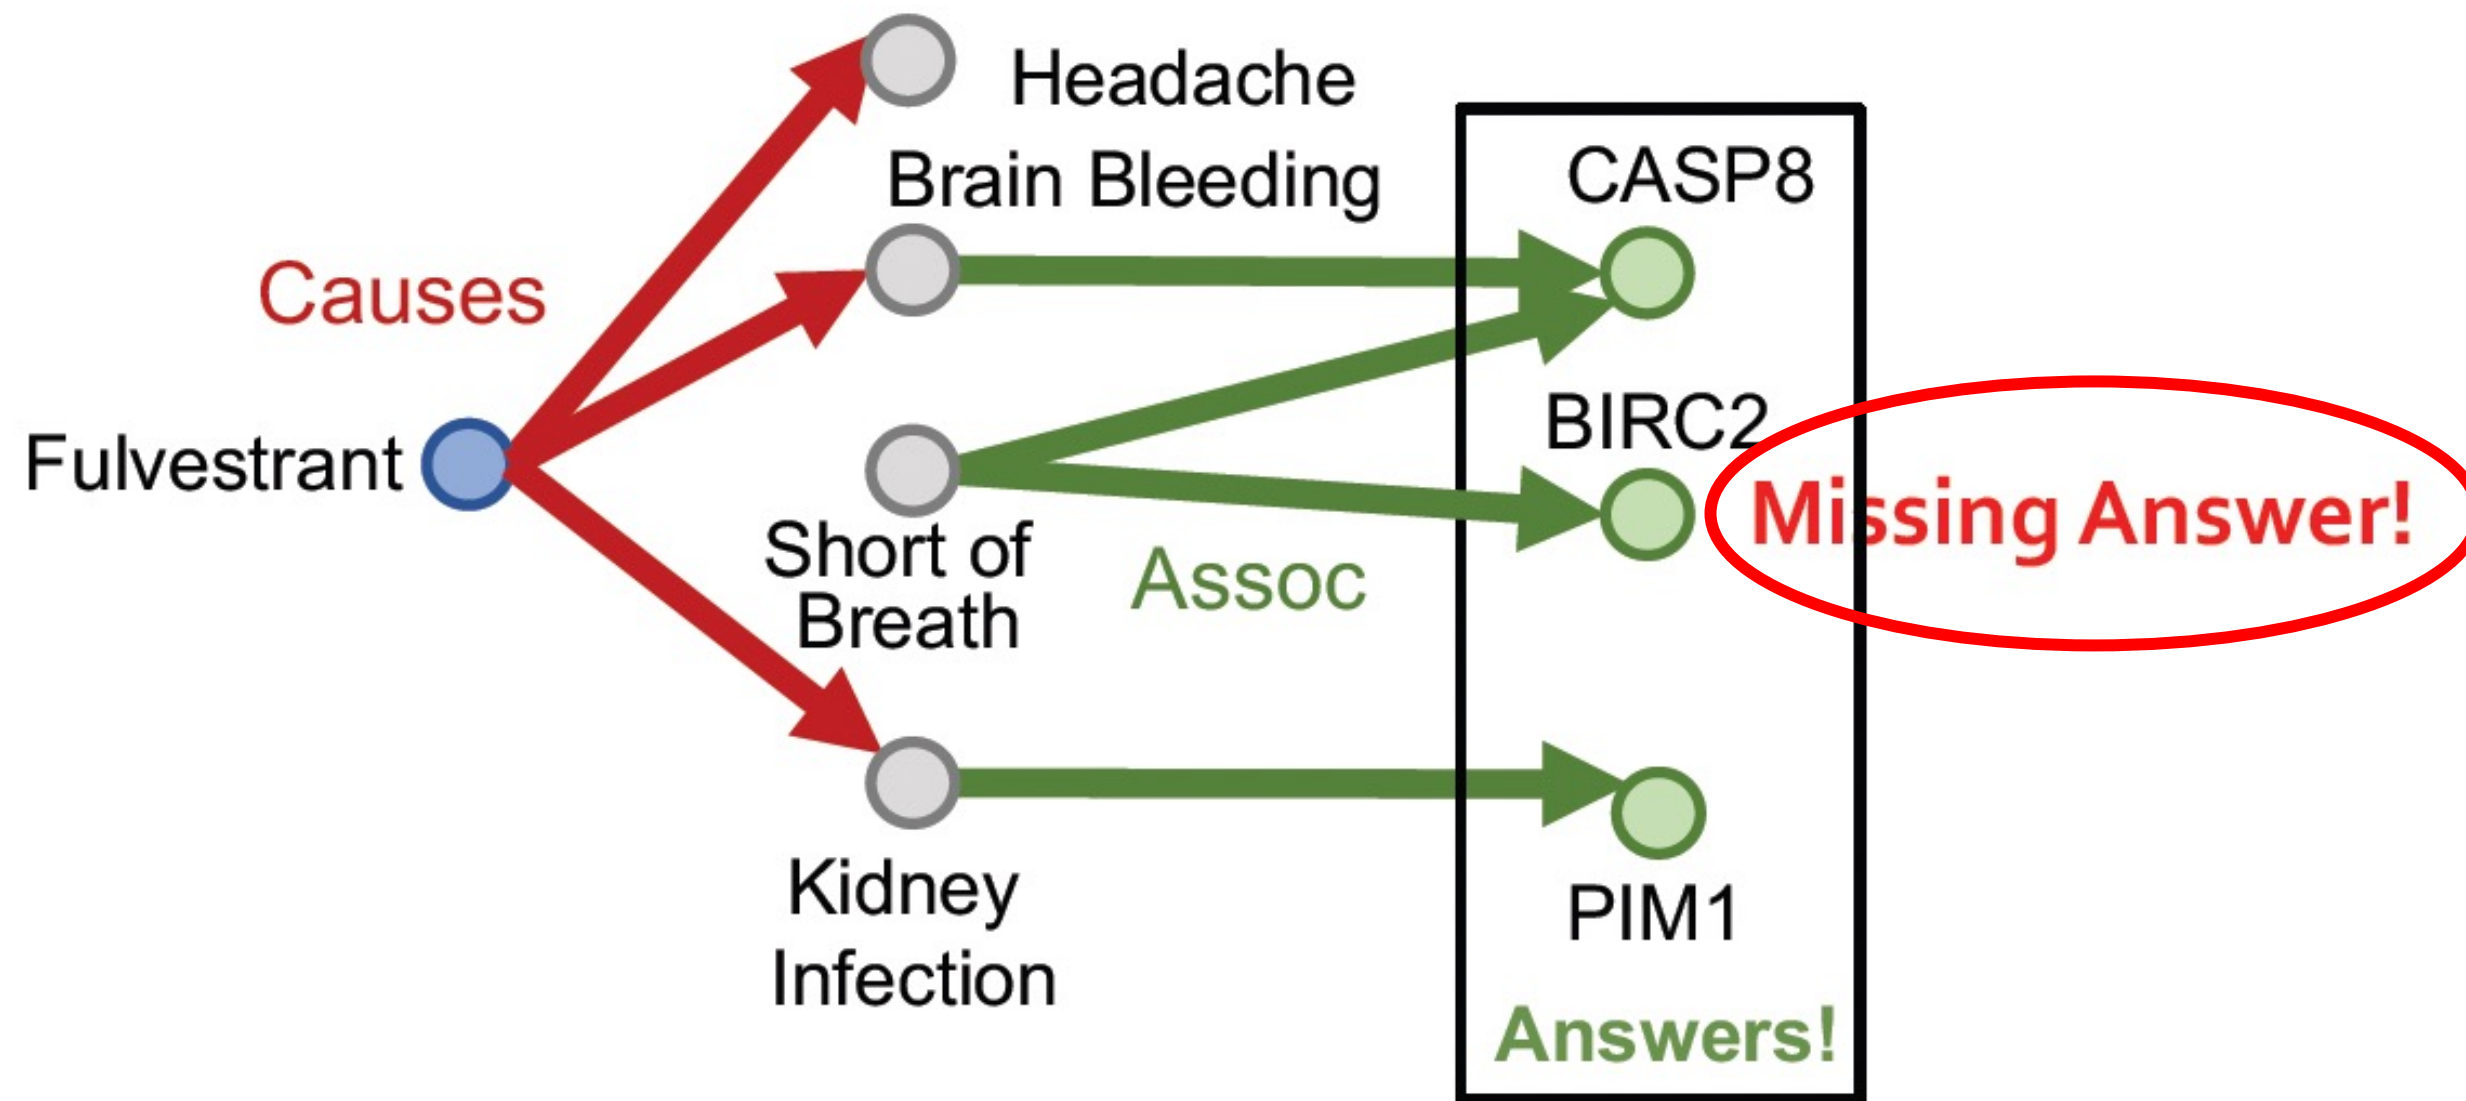 Headache
Brain Bleeding
CASP8
Causes
BIRC2
Fulvestrant
Missing Answer!
Short of
Breath
Assoc
Kidney
Infection
PIM1
Answers!